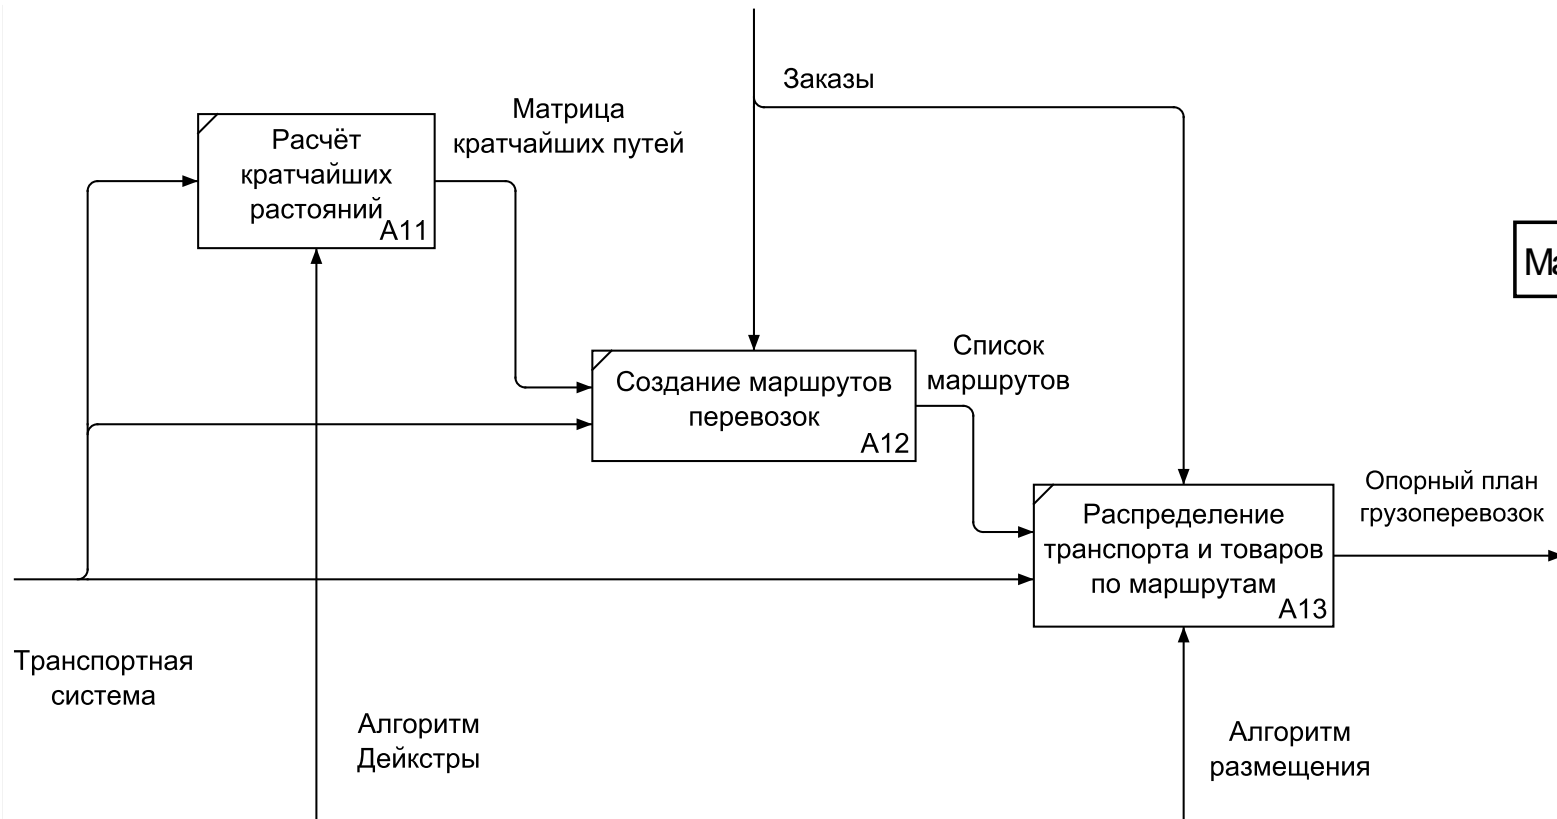 Заказы
Матрица
кратчайших путей
Расчёт
кратчайших
растояний
A11
Ма
Список
маршрутов
Создание маршрутов
перевозок
A12
Опорный план
грузоперевозок
Распределение
транспорта и товаров
по маршрутам
A13
Транспортная
система
Алгоритм
Дейкстры
Алгоритм
размещения